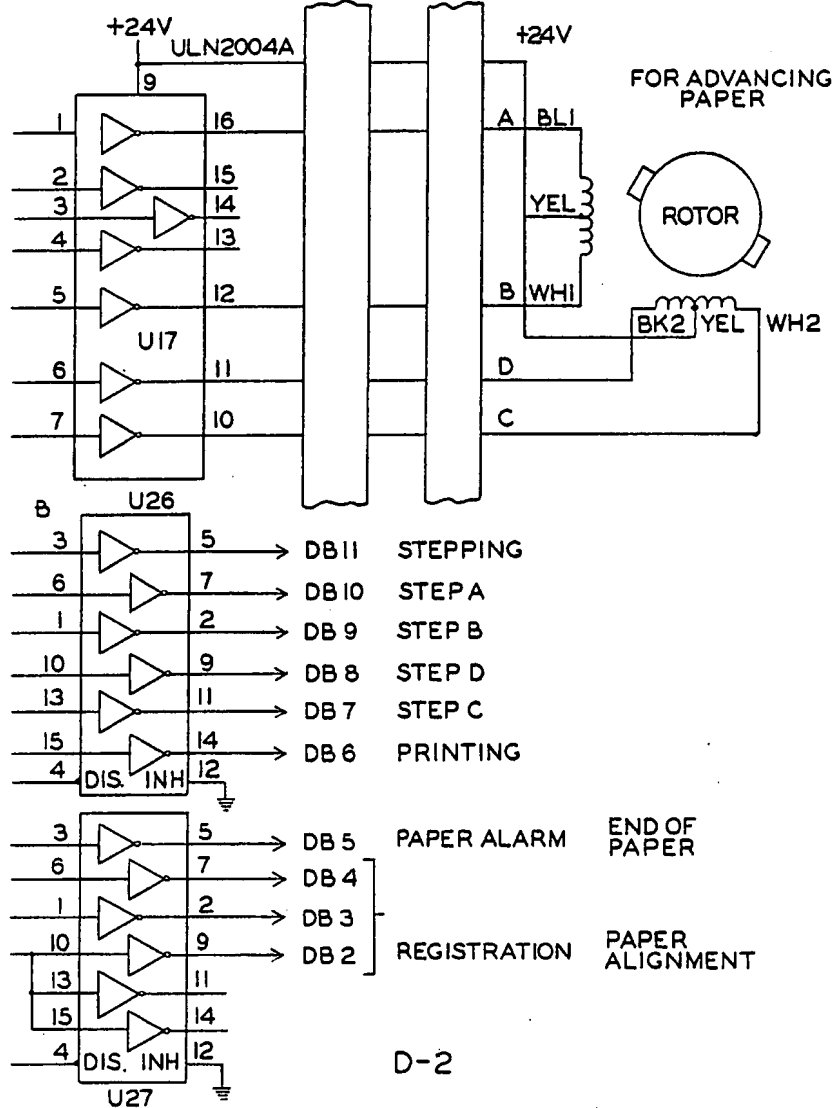 +24V
ULN2004A
+24V
9
FOR ADVANCING
PAPER
1
16
A
BL1
2
15
3
14
YEL
ROTOR
4
13
5
12
B
WH1
U17
BK2
YEL
WH2
6
11
D
7
10
C
U26
B
3
5
DB11
STEPPING
6
7
DB10
STEP A
1
2
DB9
STEP B
10
9
DB8
STEP D
13
11
DB7
STEP C
15
14
DB6
PRINTING
4
DIS. INH
12
3
5
DB5
PAPER ALARM
END OF
PAPER
6
7
DB4
1
2
DB3
10
9
DB2
REGISTRATION
PAPER
ALIGNMENT
13
11
15
14
4
DIS. INH
12
U27
D-2